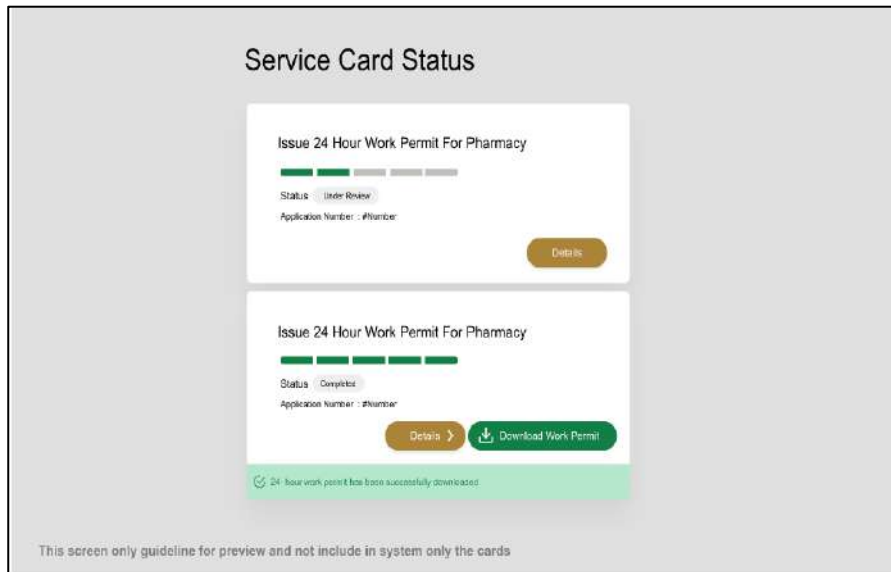 Service Card Status
Issue 24 Hour Work Permit For Pharmacy
Status Under Review
Application Number : #Number
Details
Issue 24 Hour Work Permit For Pharmacy
Status Completed
Application Number : #Number
Details Download Work Permit
24- hour work permit has been successfully downloaded
This screen only guideline for preview and not include in system only the cards